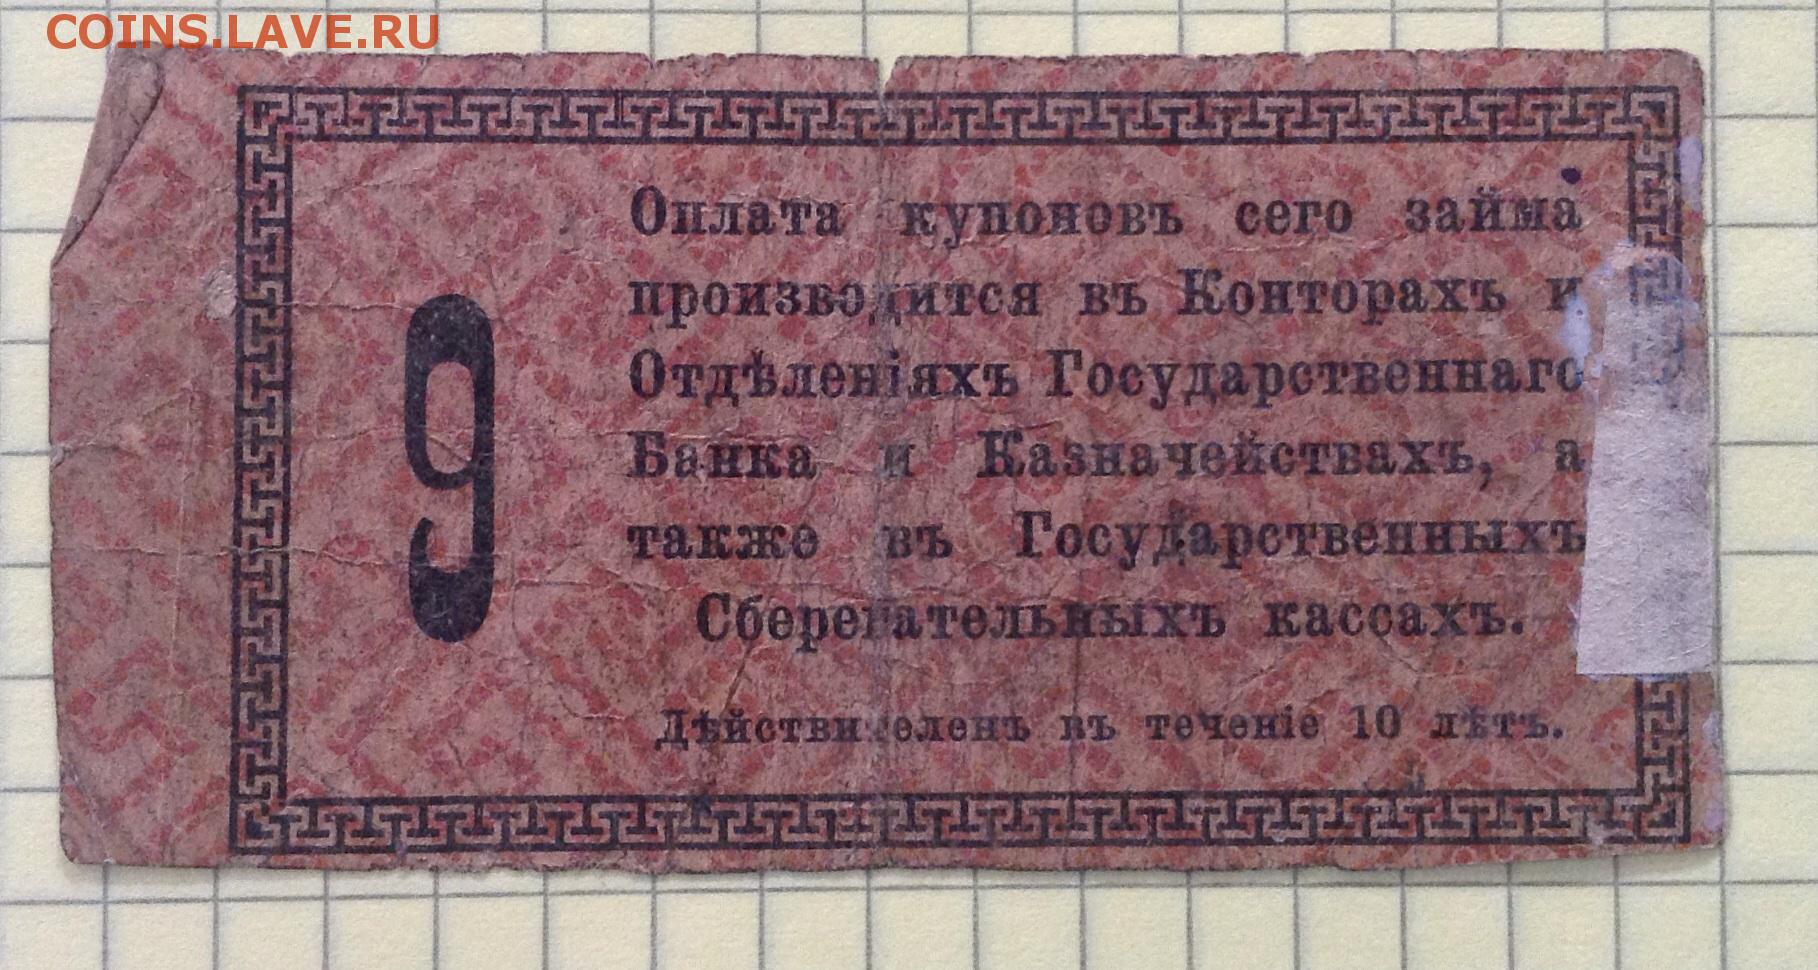 COINS.LAVE.RU
9
Оплата купоновъ сего займа
производится въ Конторахъ и
Отдѣленіяхъ Государственнаго
Банка и Казначействахъ, а
также въ Государственныхъ
Сберегательныхъ кассахъ.
Дѣйствителенъ въ теченіе 10 лѣтъ.